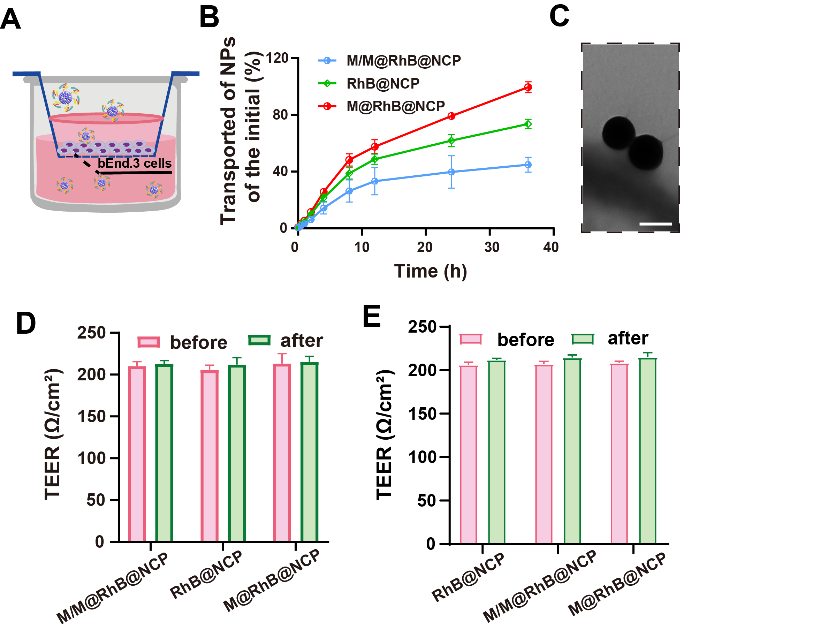 A
bEnd.3 cells
B
Transported of NPs
of the initial (%)
120
80
40
0
M/M@RhB@NCP
RhB@NCP
M@RhB@NCP
0
10
20
30
40
Time (h)
C
D
before
after
TEER (Ω/cm²)
250
200
150
100
50
0
M/M@RhB@NCP
RhB@NCP
M@RhB@NCP
E
before
after
TEER (Ω/cm²)
250
200
150
100
50
0
RhB@NCP
M/M@RhB@NCP
M@RhB@NCP